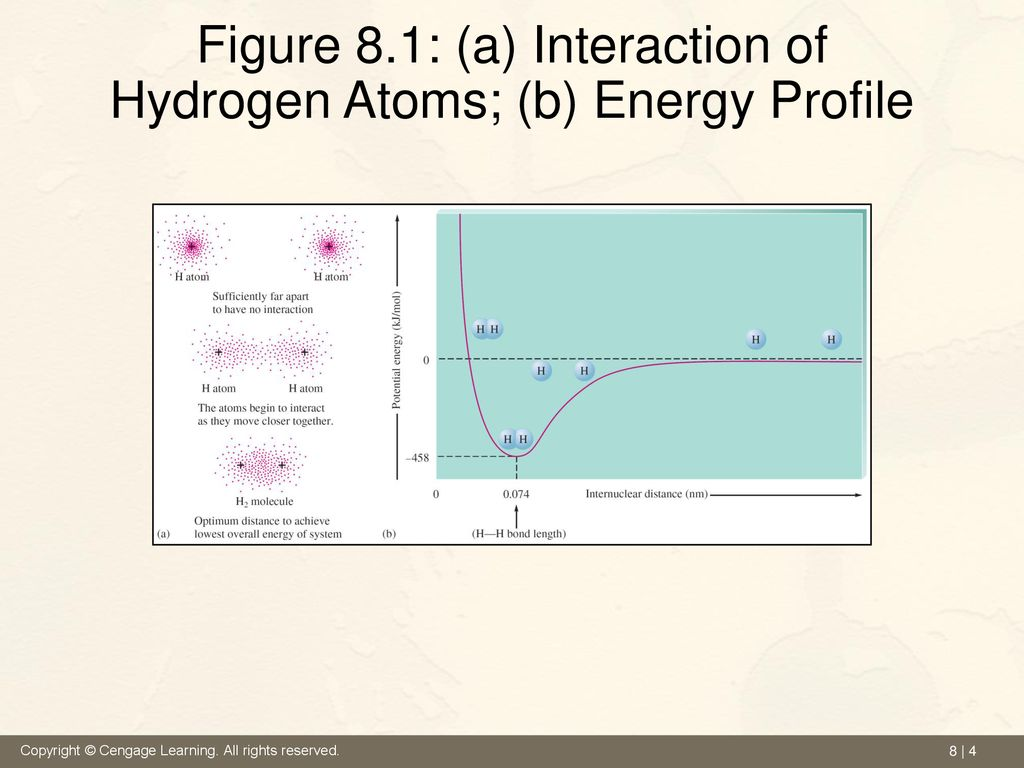 Figure 8.1: (a) Interaction of
Hydrogen Atoms; (b) Energy Profile
+ +
H atom H atom
Sufficiently far apart
to have no interaction
+ +
H atom H atom
The atoms begin to interact
as they move closer together.
+ +
H₂ molecule
Optimum distance to achieve
lowest overall energy of system
(a)
Potential energy (kJ/mol)
0
–458
H H
H H
H H
H H
0
0.074
Internuclear distance (nm)
(H—H bond length)
(b)
Copyright © Cengage Learning. All rights reserved.
8 | 4